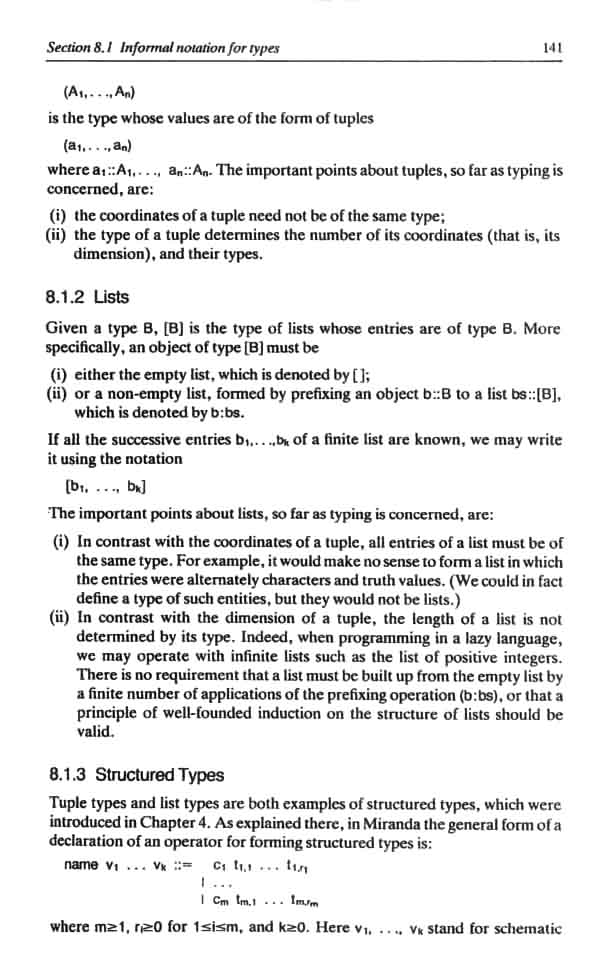 Section 8.1 Informal notation for types 141
(A₁,. . .,Aₙ)
is the type whose values are of the form of tuples
(a₁,. . .,aₙ)
where a₁::A₁,. . ., aₙ::Aₙ. The important points about tuples, so far as typing is
concerned, are:
(i) the coordinates of a tuple need not be of the same type;
(ii) the type of a tuple determines the number of its coordinates (that is, its
dimension), and their types.
8.1.2 Lists
Given a type B, [B] is the type of lists whose entries are of type B. More
specifically, an object of type [B] must be
(i) either the empty list, which is denoted by [ ];
(ii) or a non-empty list, formed by prefixing an object b::B to a list bs::[B],
which is denoted by b:bs.
If all the successive entries b₁,. . .,bₖ of a finite list are known, we may write
it using the notation
[b₁, . . ., bₖ]
The important points about lists, so far as typing is concerned, are:
(i) In contrast with the coordinates of a tuple, all entries of a list must be of
the same type. For example, it would make no sense to form a list in which
the entries were alternately characters and truth values. (We could in fact
define a type of such entities, but they would not be lists.)
(ii) In contrast with the dimension of a tuple, the length of a list is not
determined by its type. Indeed, when programming in a lazy language,
we may operate with infinite lists such as the list of positive integers.
There is no requirement that a list must be built up from the empty list by
a finite number of applications of the prefixing operation (b:bs), or that a
principle of well-founded induction on the structure of lists should be
valid.
8.1.3 Structured Types
Tuple types and list types are both examples of structured types, which were
introduced in Chapter 4. As explained there, in Miranda the general form of a
declaration of an operator for forming structured types is:
name v₁ . . . vₖ ::= c₁ t₁,₁ . . . t₁,r₁
| . . .
| cₘ tₘ,₁ . . . tₘ,rₘ
where m≥1, rᵢ≥0 for 1≤i≤m, and k≥0. Here v₁, . . ., vₖ stand for schematic